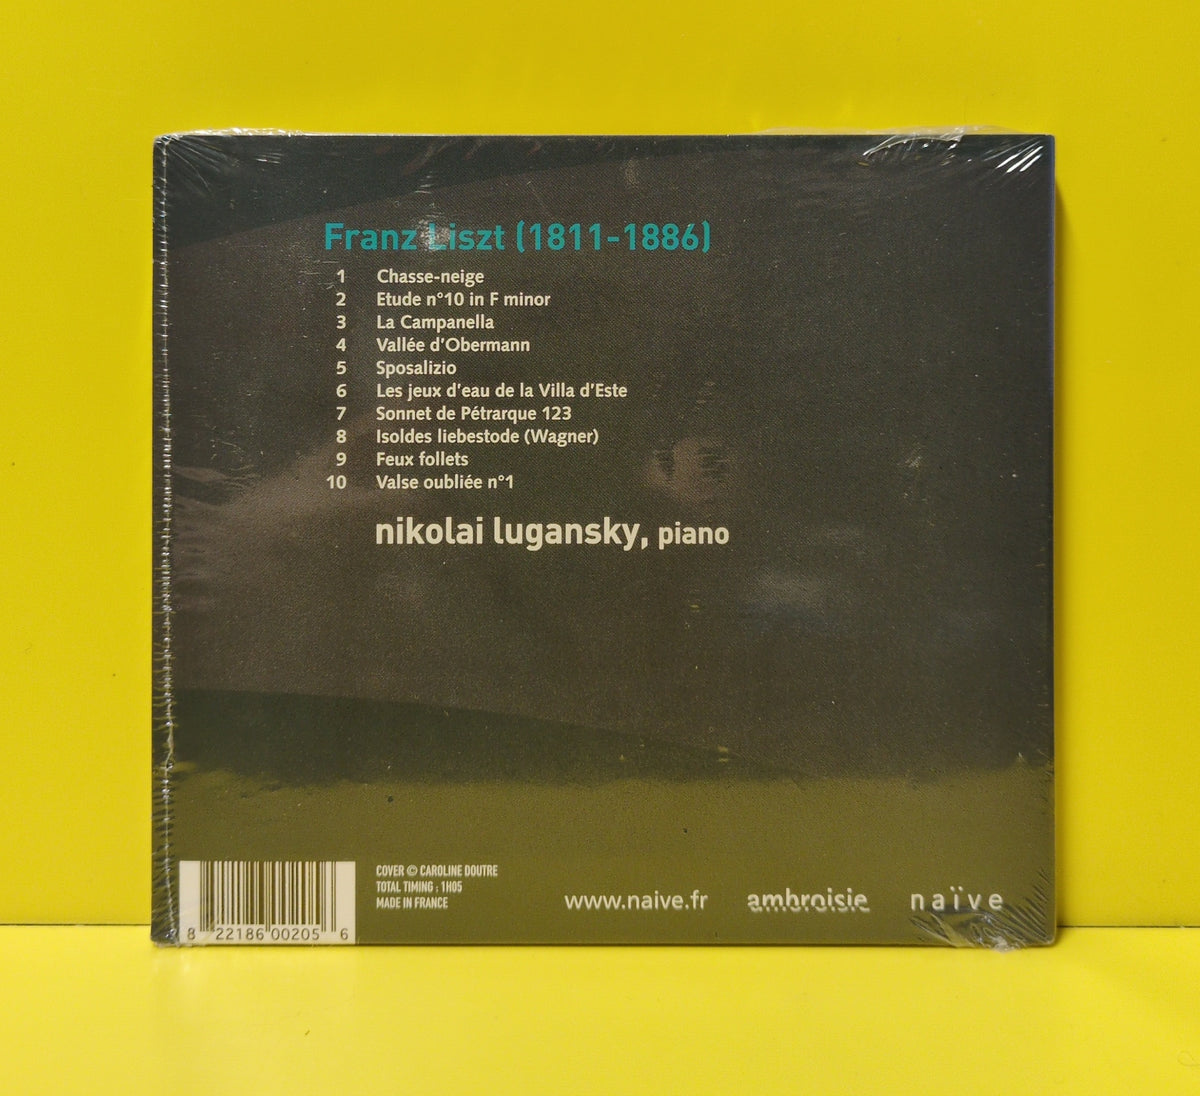 Franz Liszt (1811-1886)
1 Chasse-neige
2 Etude n°10 in F minor
3 La Campanella
4 Vallée d'Obermann
5 Sposalizio
6 Les jeux d'eau de la Villa d'Este
7 Sonnet de Pétrarque 123
8 Isoldes liebestode (Wagner)
9 Feux follets
10 Valse oubliée n°1
nikolai lugansky, piano
COVER © CAROLINE DOUTRE
TOTAL TIMING : 1H05
MADE IN FRANCE
www.naive.fr ambroisie naïve
8 22186 00205 6